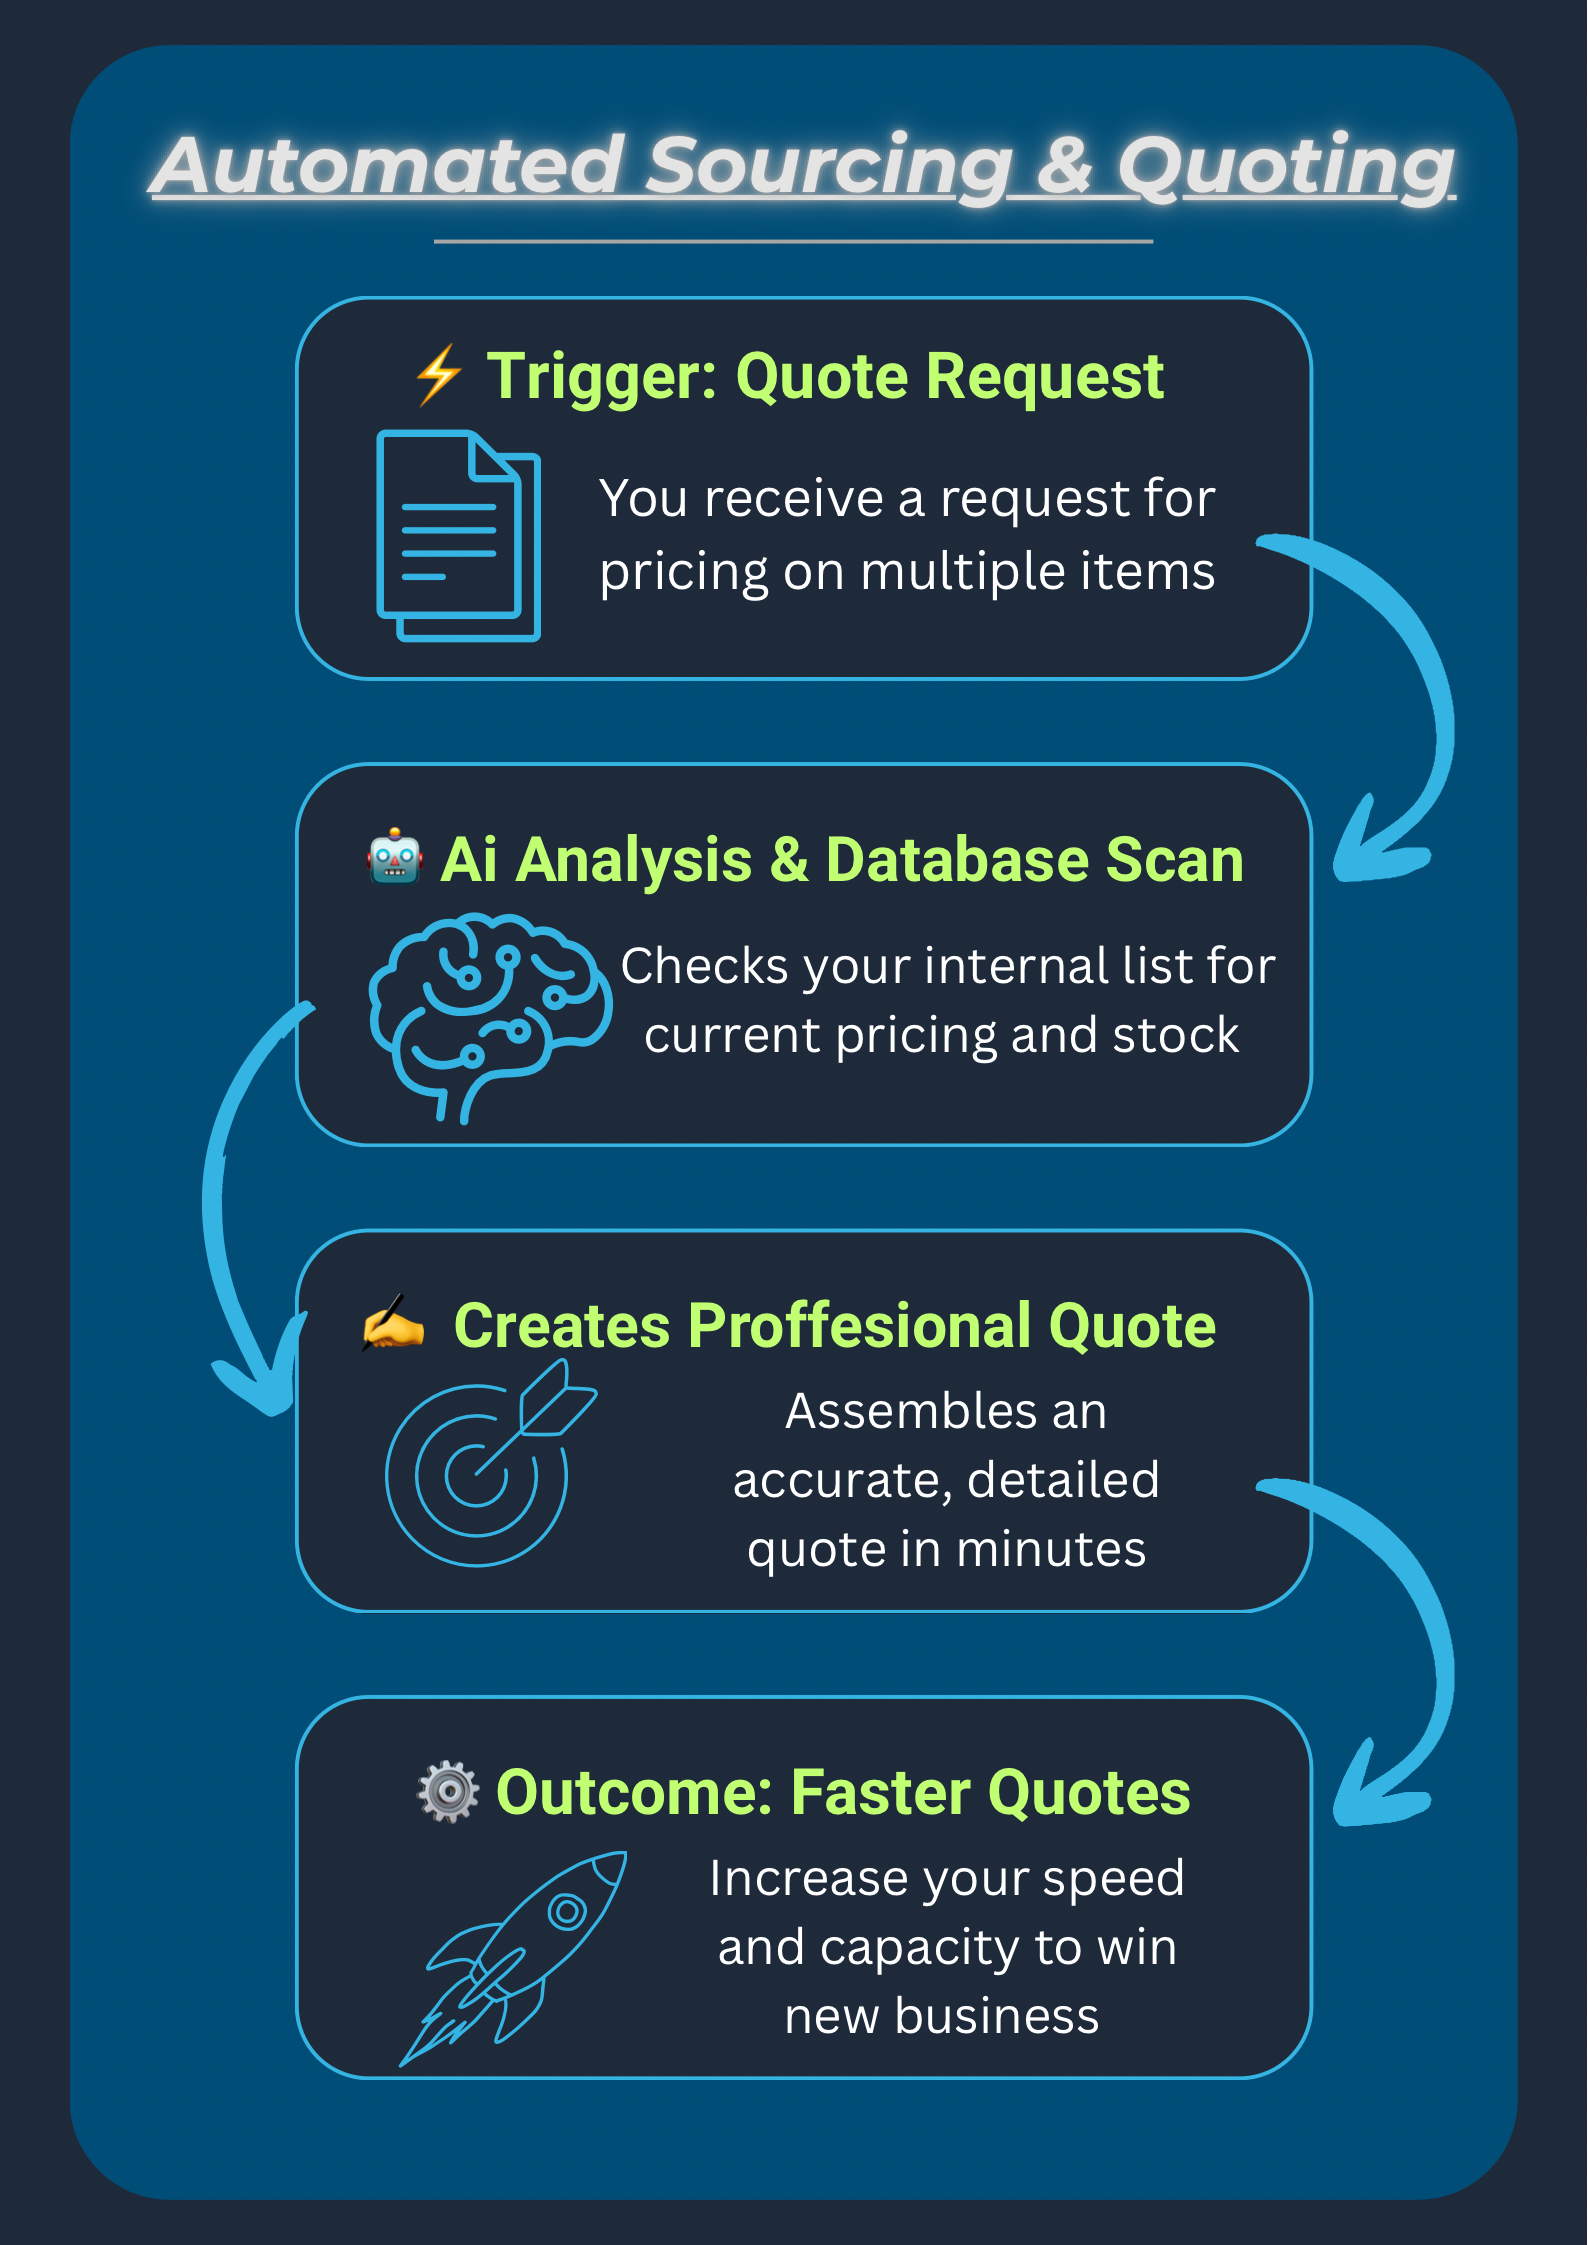 Automated Sourcing & Quoting
⚡ Trigger: Quote Request
You receive a request for
pricing on multiple items
🤖 Ai Analysis & Database Scan
Checks your internal list for
current pricing and stock
✍️ Creates Proffesional Quote
Assembles an
accurate, detailed
quote in minutes
⚙️ Outcome: Faster Quotes
Increase your speed
and capacity to win
new business